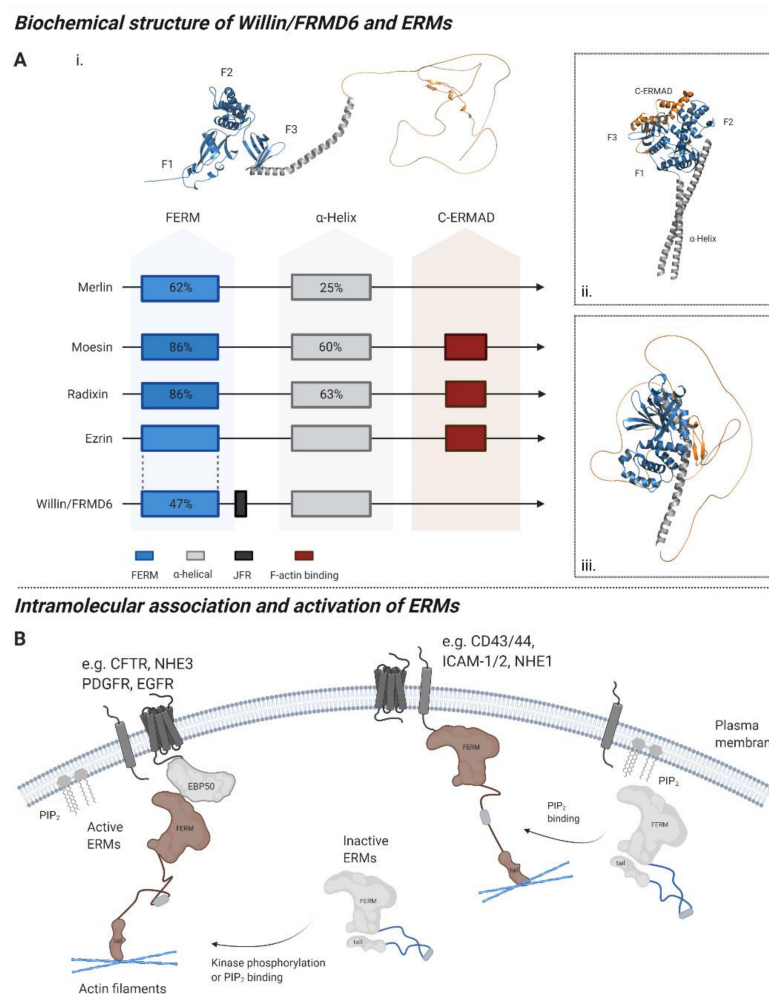 Biochemical structure of Willin/FRMD6 and ERMs
A
i.
F2
F3
F1
C-ERMAD
F3
F2
F1
α-Helix
ii.
FERM
α-Helix
C-ERMAD
Merlin
62%
25%
Moesin
86%
60%
Radixin
86%
63%
Ezrin
Willin/FRMD6
47%
FERM
α-helical
JFR
F-actin binding
iii.
Intramolecular association and activation of ERMs
B
e.g. CFTR, NHE3
PDGFR, EGFR
e.g. CD43/44,
ICAM-1/2, NHE1
Plasma
membran
PIP₂
EBP50
FERM
Active
ERMs
FERM
PIP₂
PIP₂
binding
FERM
Inactive
ERMs
FERM
tail
tail
tail
tail
Kinase phosphorylation
or PIP₂ binding
Actin filaments